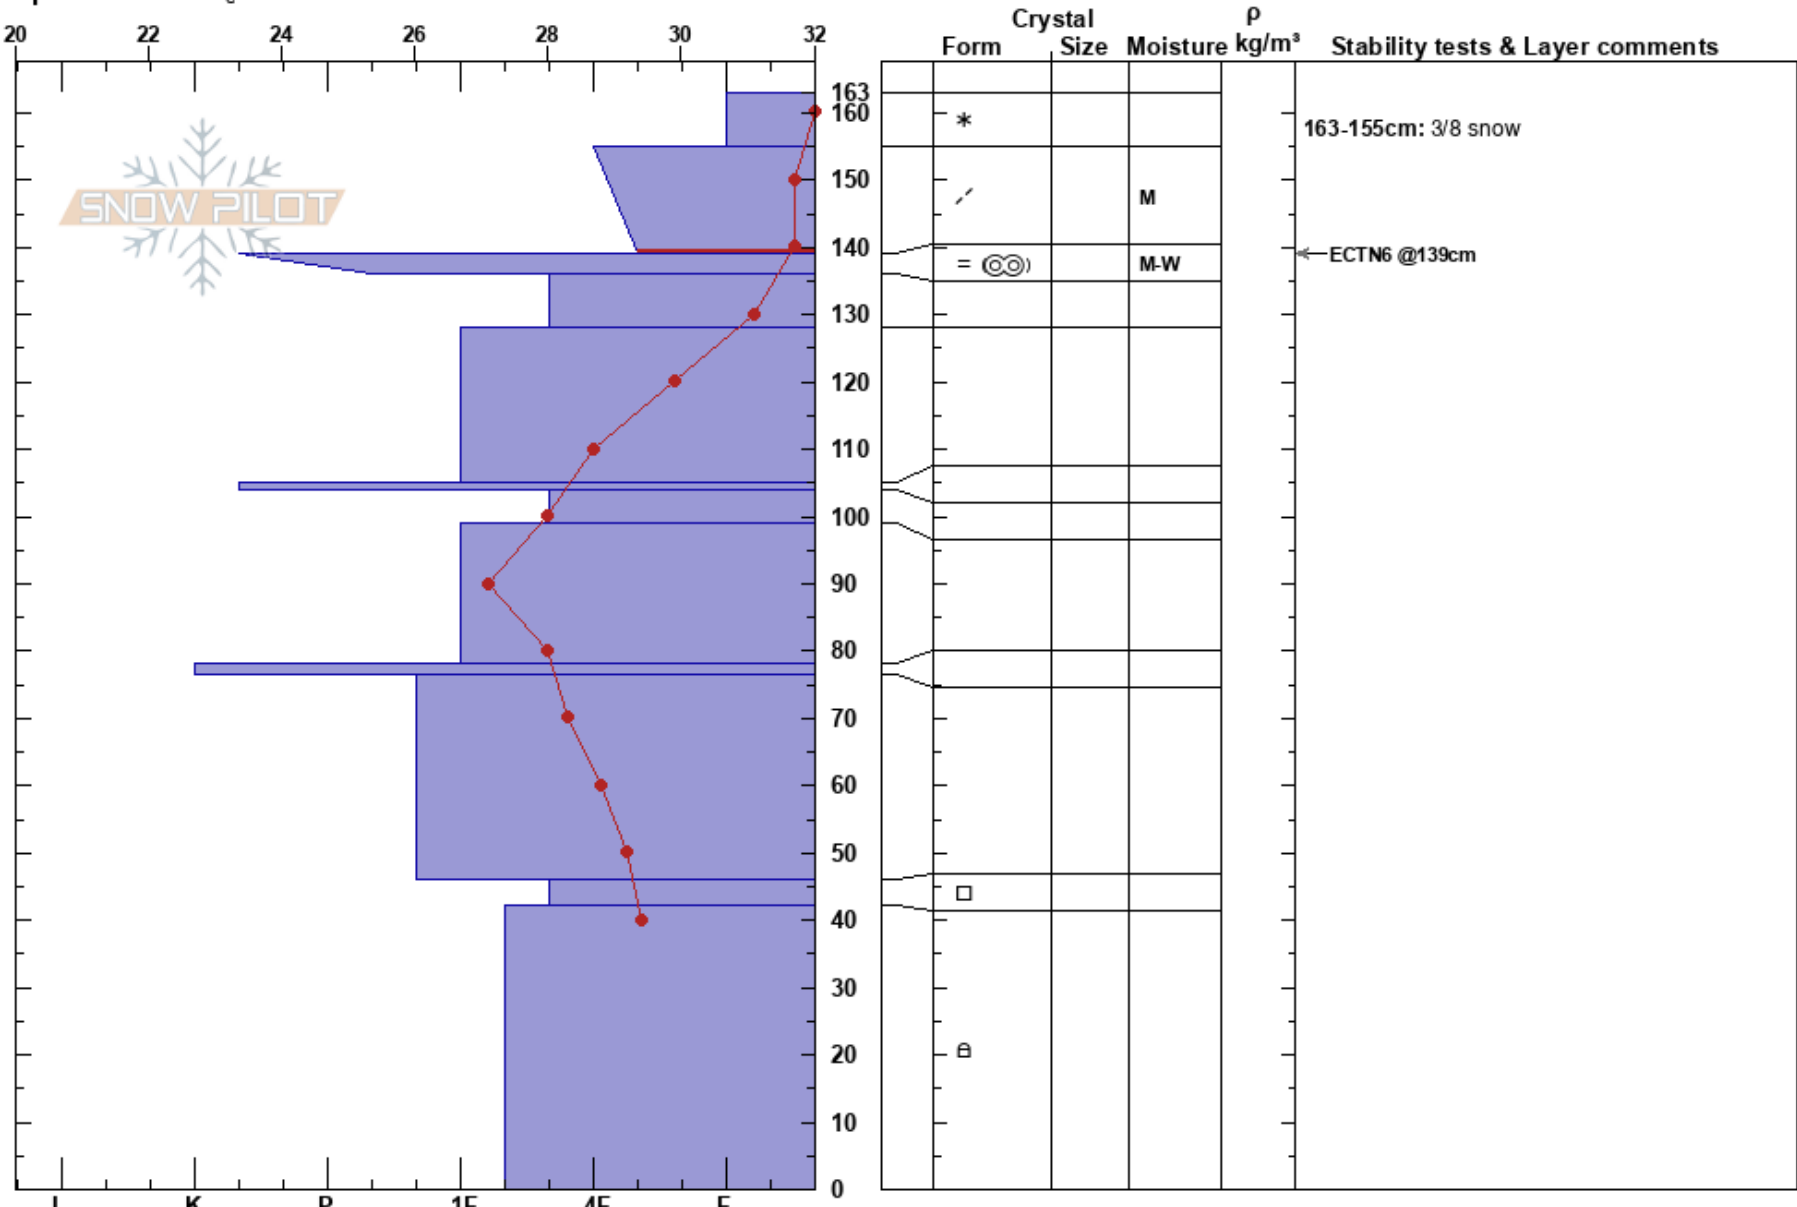 20 22 24 26 28 30 32
Crystal
Form Size Moisture
ρ
kg/m³
Stability tests & Layer comments
SNOW PILOT
163
160
150
140
130
120
110
100
90
80
70
60
50
40
30
20
10
0
163-155cm: 3/8 snow
M
M-W
ECTN6 @139cm
I K P 1F 4F F